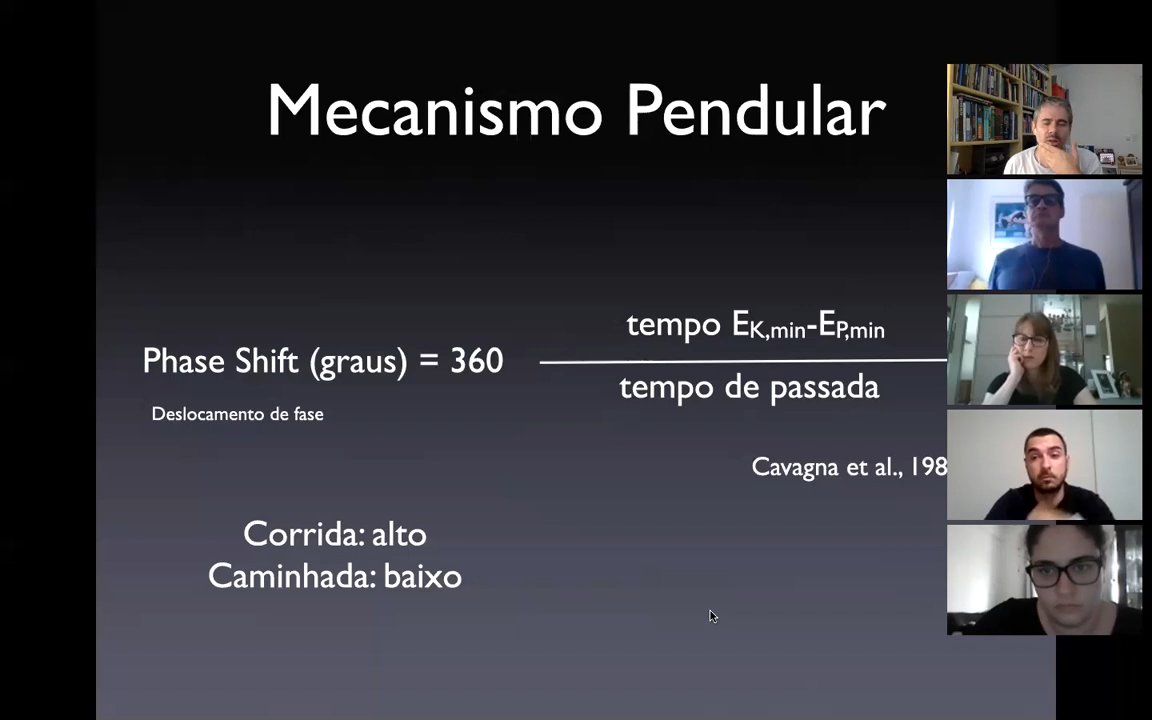 Mecanismo Pendular
Phase Shift (graus) = 360
tempo EK,min-EP,min
tempo de passada
Deslocamento de fase
Cavagna et al., 198
Corrida: alto
Caminhada: baixo